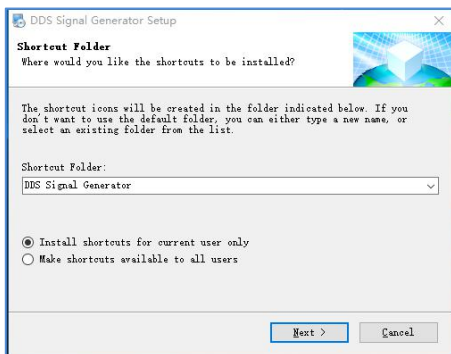 DDS Signal Generator Setup
Shortcut Folder
Where would you like the shortcuts to be installed?
The shortcut icons will be created in the folder indicated below. If you
don't want to use the default folder, you can either type a new name, or
select an existing folder from the list.
Shortcut Folder:
DDS Signal Generator
Install shortcuts for current user only
Make shortcuts available to all users
Next >
Cancel